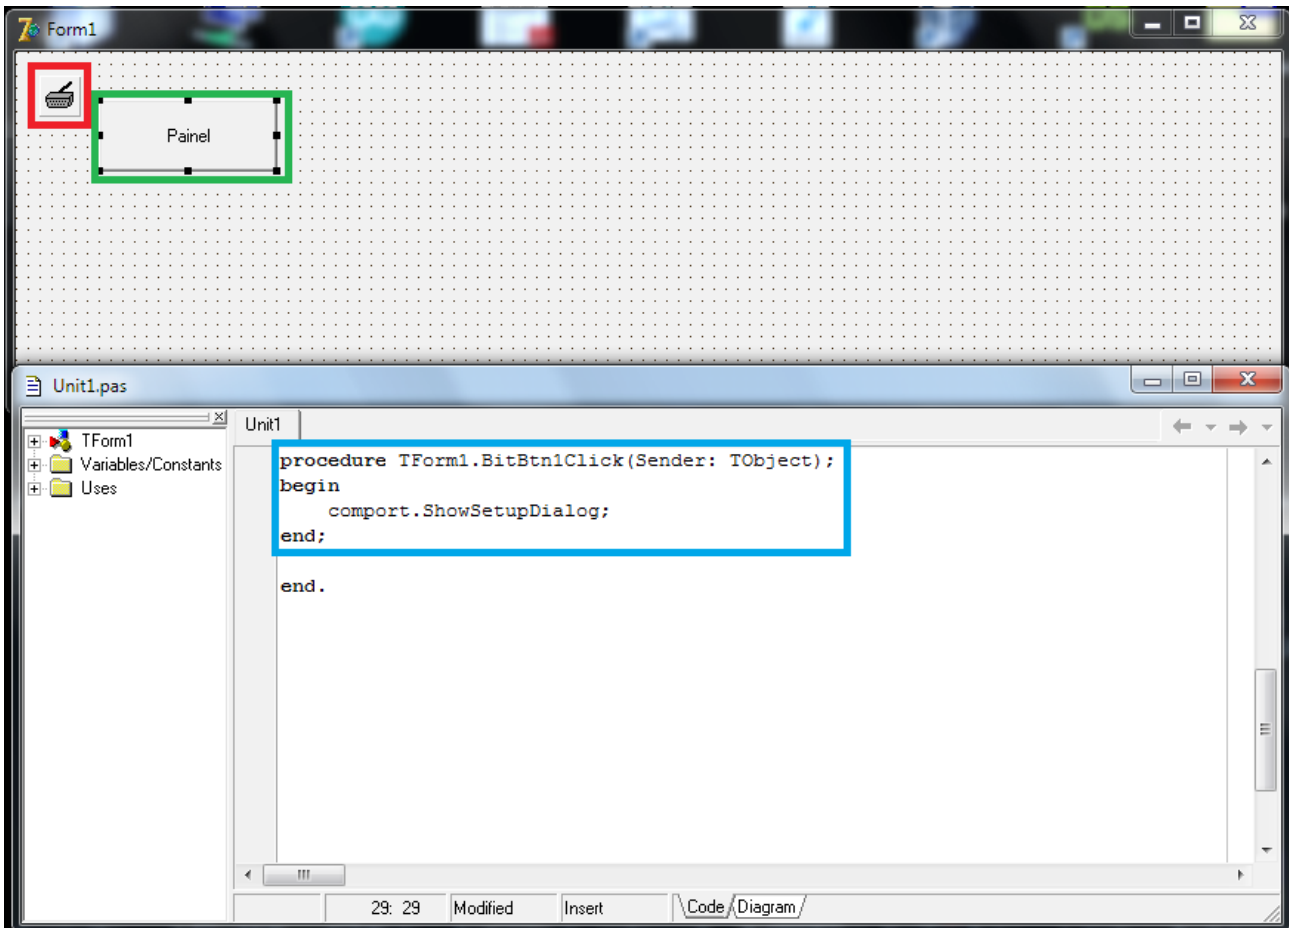 Form1
Painel
Unit1.pas
TForm1
Variables/Constants
Uses
Unit1
procedure TForm1.BitBtn1Click(Sender: TObject);
begin
comport.ShowSetupDialog;
end;
end.
29: 29 Modified Insert Code Diagram